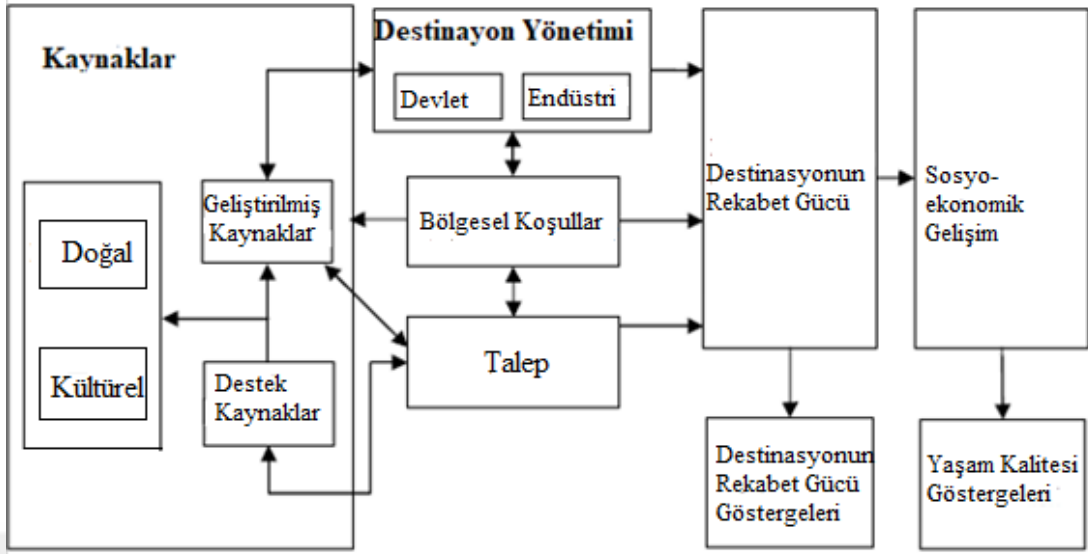 Kaynaklar
Doğal
Kültürel
Geliştirilmiş
Kaynaklar
Destek
Kaynaklar
Destinayon Yönetimi
Devlet
Endüstri
Bölgesel Koşullar
Talep
Destinasyonun
Rekabet Gücü
Destinasyonun
Rekabet Gücü
Göstergeleri
Sosyo-
ekonomik
Gelişim
Yaşam Kalitesi
Göstergeleri